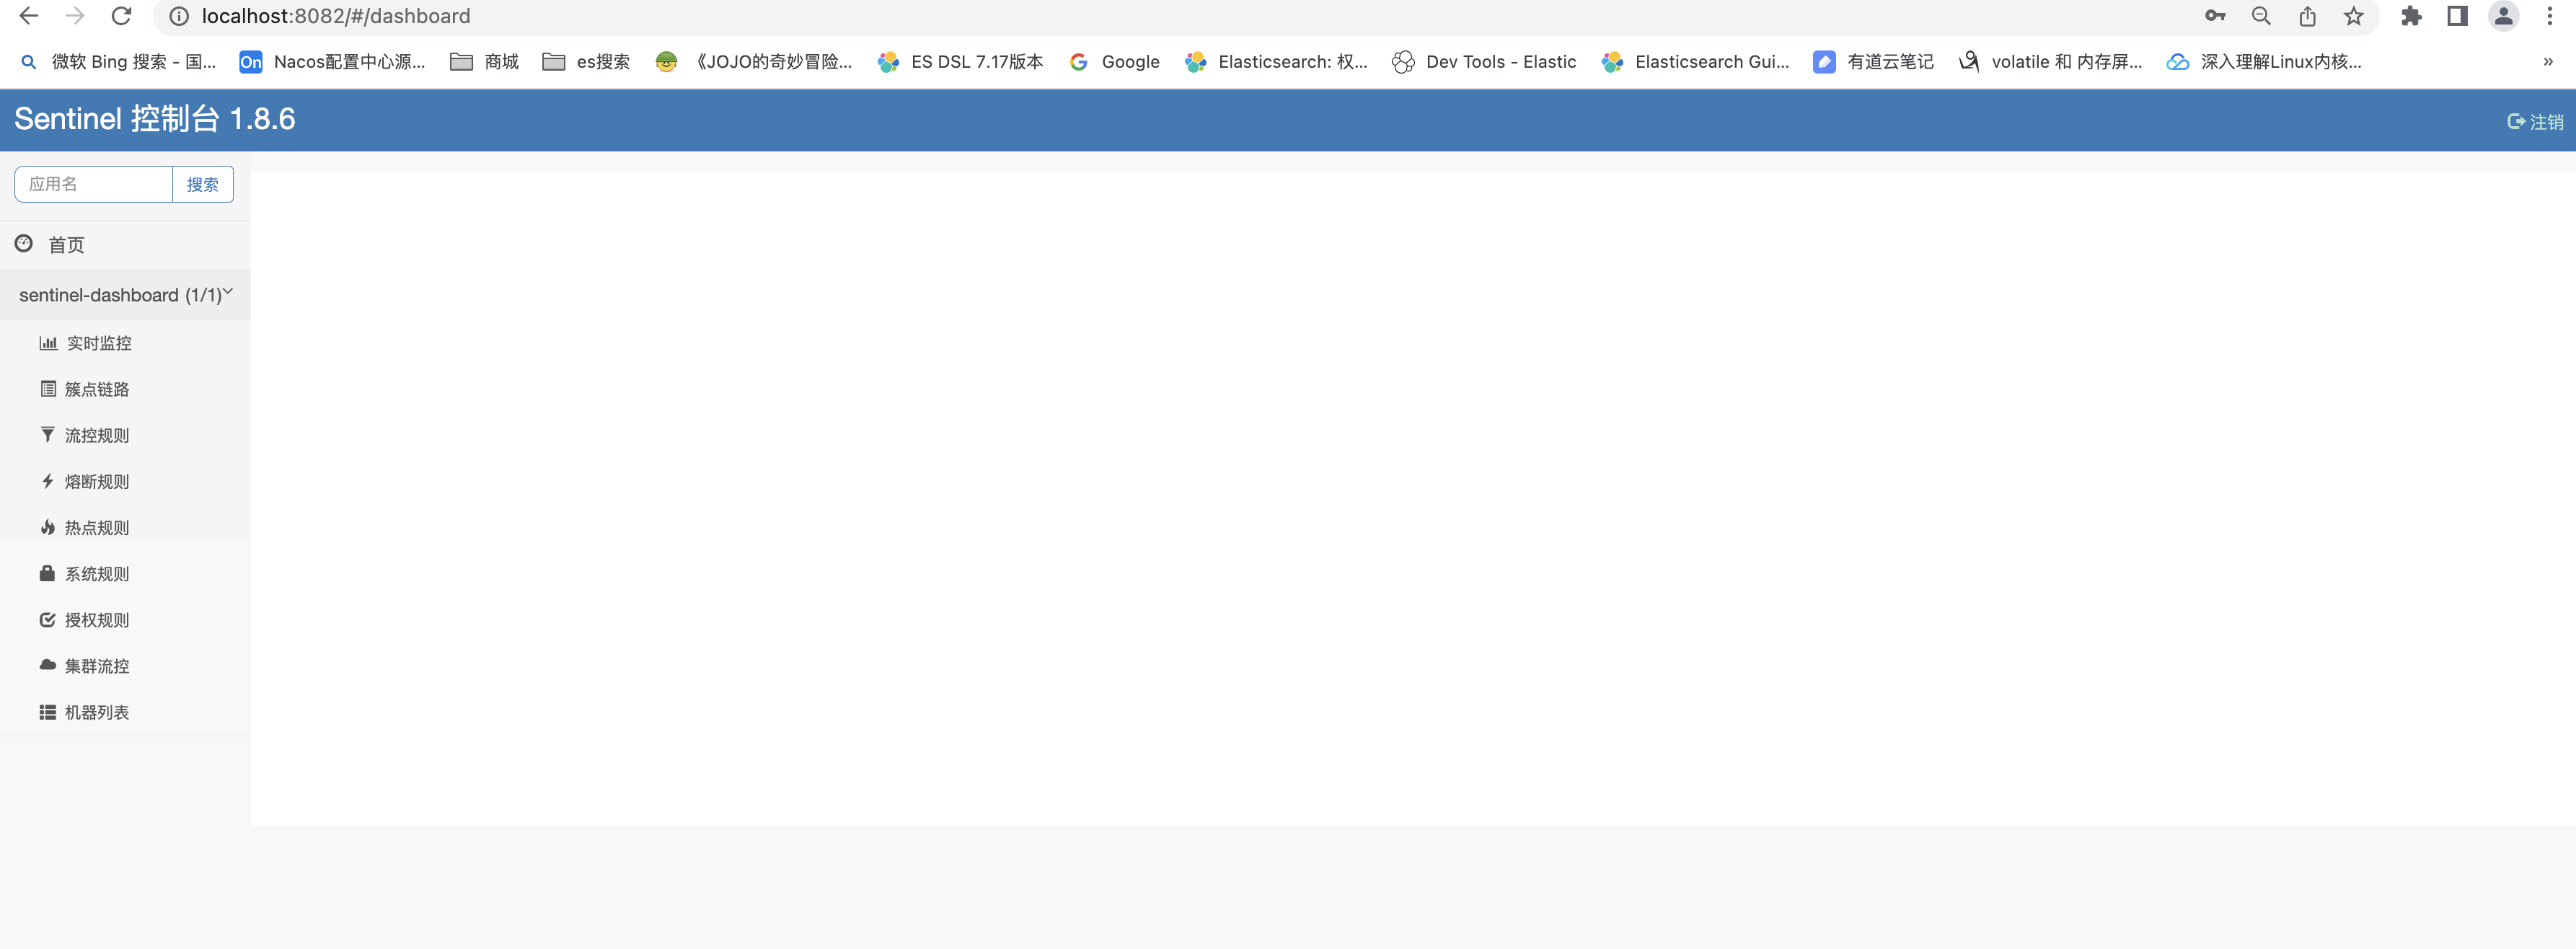 localhost:8082/#/dashboard
微软 Bing 搜索 - 国... On Nacos配置中心源... 商城 es搜索 《JOJO的奇妙冒险... ES DSL 7.17版本 Google Elasticsearch: 权... Dev Tools - Elastic Elasticsearch Gui... 有道云笔记 volatile 和 内存屏... 深入理解Linux内核... »
Sentinel 控制台 1.8.6 注销
应用名 搜索
首页
sentinel-dashboard (1/1)
实时监控
簇点链路
流控规则
熔断规则
热点规则
系统规则
授权规则
集群流控
机器列表